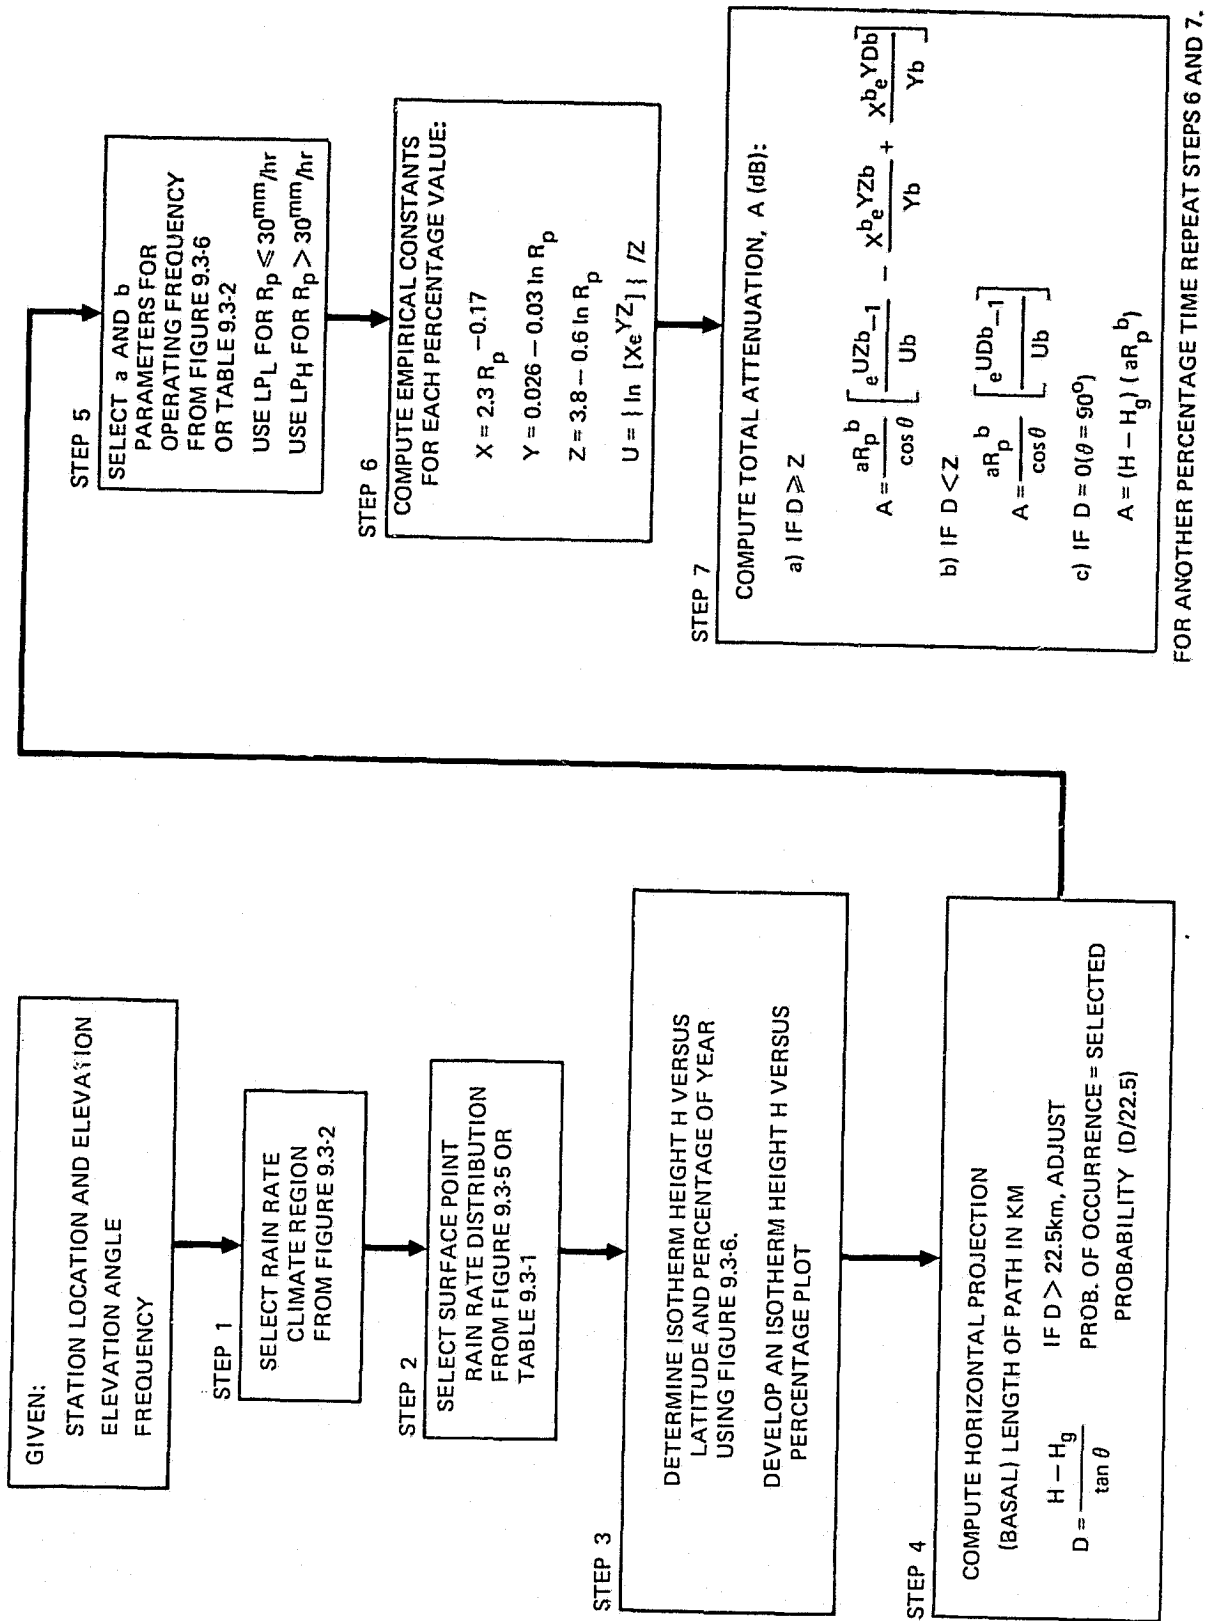 GIVEN:
STATION LOCATION AND ELEVATION
ELEVATION ANGLE
FREQUENCY
STEP 1
SELECT RAIN RATE
CLIMATE REGION
FROM FIGURE 9.3-2
STEP 2
SELECT SURFACE POINT
RAIN RATE DISTRIBUTION
FROM FIGURE 9.3-5 OR
TABLE 9.3-1
STEP 3
DETERMINE ISOTHERM HEIGHT H VERSUS
LATITUDE AND PERCENTAGE OF YEAR
USING FIGURE 9.3-6.
DEVELOP AN ISOTHERM HEIGHT H VERSUS
PERCENTAGE PLOT
STEP 4
COMPUTE HORIZONTAL PROJECTION
(BASAL) LENGTH OF PATH IN KM
D = (H – H_g) / tan θ
IF D > 22.5km, ADJUST
PROB. OF OCCURRENCE = SELECTED
PROBABILITY (D/22.5)
STEP 5
SELECT a AND b
PARAMETERS FOR
OPERATING FREQUENCY
FROM FIGURE 9.3-6
OR TABLE 9.3-2
USE LP_L FOR R_p ⩽ 30^mm/hr
USE LP_H FOR R_p > 30^mm/hr
STEP 6
COMPUTE EMPIRICAL CONSTANTS
FOR EACH PERCENTAGE VALUE:
X = 2.3 R_p^–0.17
Y = 0.026 – 0.03 ln R_p
Z = 3.8 – 0.6 ln R_p
U = { ln [Xe^YZ] } /Z
STEP 7
COMPUTE TOTAL ATTENUATION, A (dB):
a) IF D ⩾ Z
A = aR_p^b / cos θ [ (e^UZb –1) / Ub – X^b e^YZb / Yb + X^b e^YDb / Yb ]
b) IF D < Z
A = aR_p^b / cos θ [ (e^UDb –1) / Ub ]
c) IF D = 0 (θ = 90°)
A = (H – H_g) ( aR_p^b )
FOR ANOTHER PERCENTAGE TIME REPEAT STEPS 6 AND 7.